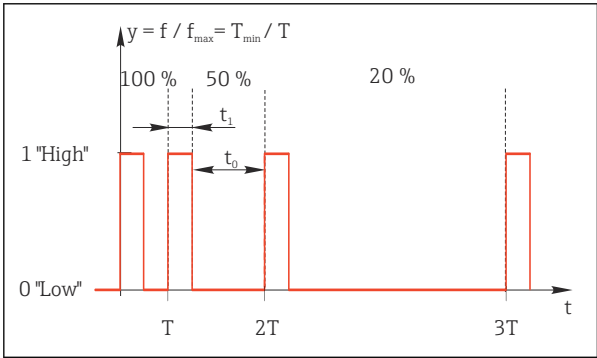 y = f / fmax= Tmin / T
100 % 50 % 20 %
t1
1 "High"
t0
0 "Low"
t
T 2T 3T